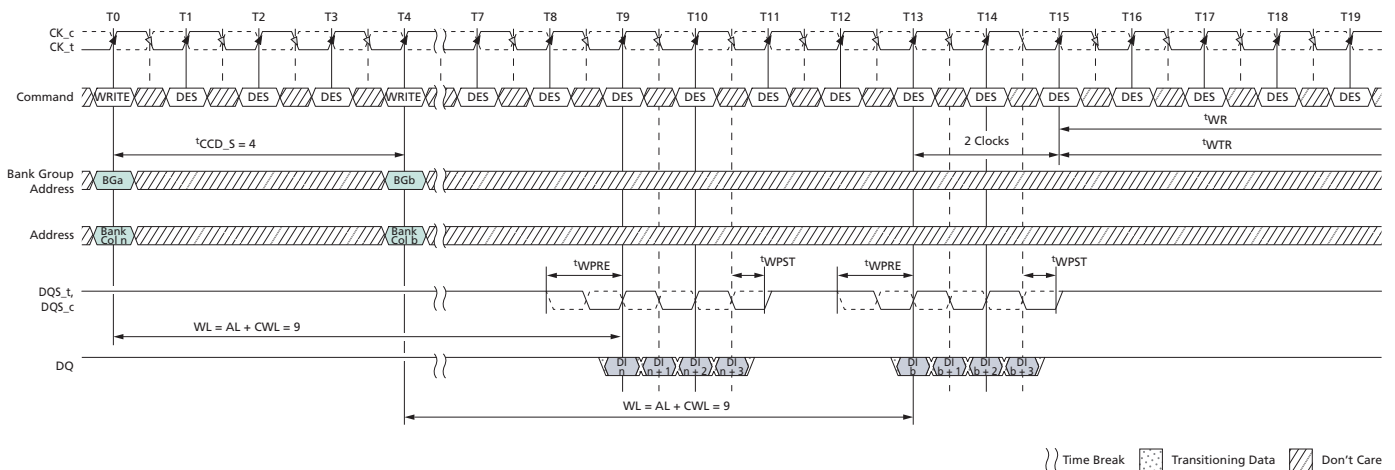 T0 T1 T2 T3 T4 T7 T8 T9 T10 T11 T12 T13 T14 T15 T16 T17 T18 T19
CK_c
CK_t
Command WRITE DES DES DES WRITE DES DES DES DES DES DES DES DES DES DES DES DES DES
tWR
tCCD_S = 4 2 Clocks tWTR
Bank Group
Address BGa BGb
Address Bank
Col n Bank
Col b
tWPRE tWPST tWPRE tWPST
DQS_t,
DQS_c
WL = AL + CWL = 9
DQ DI
n DI
n + 1 DI
n + 2 DI
n + 3 DI
b DI
b + 1 DI
b + 2 DI
b + 3
WL = AL + CWL = 9
Time Break Transitioning Data Don't Care